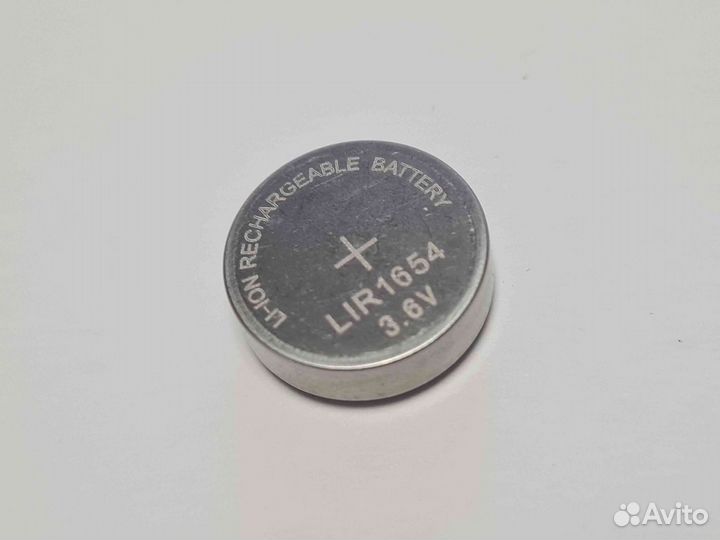 LI-ION RECHARGEABLE BATTERY
+
LIR1654
3.6V
Avito